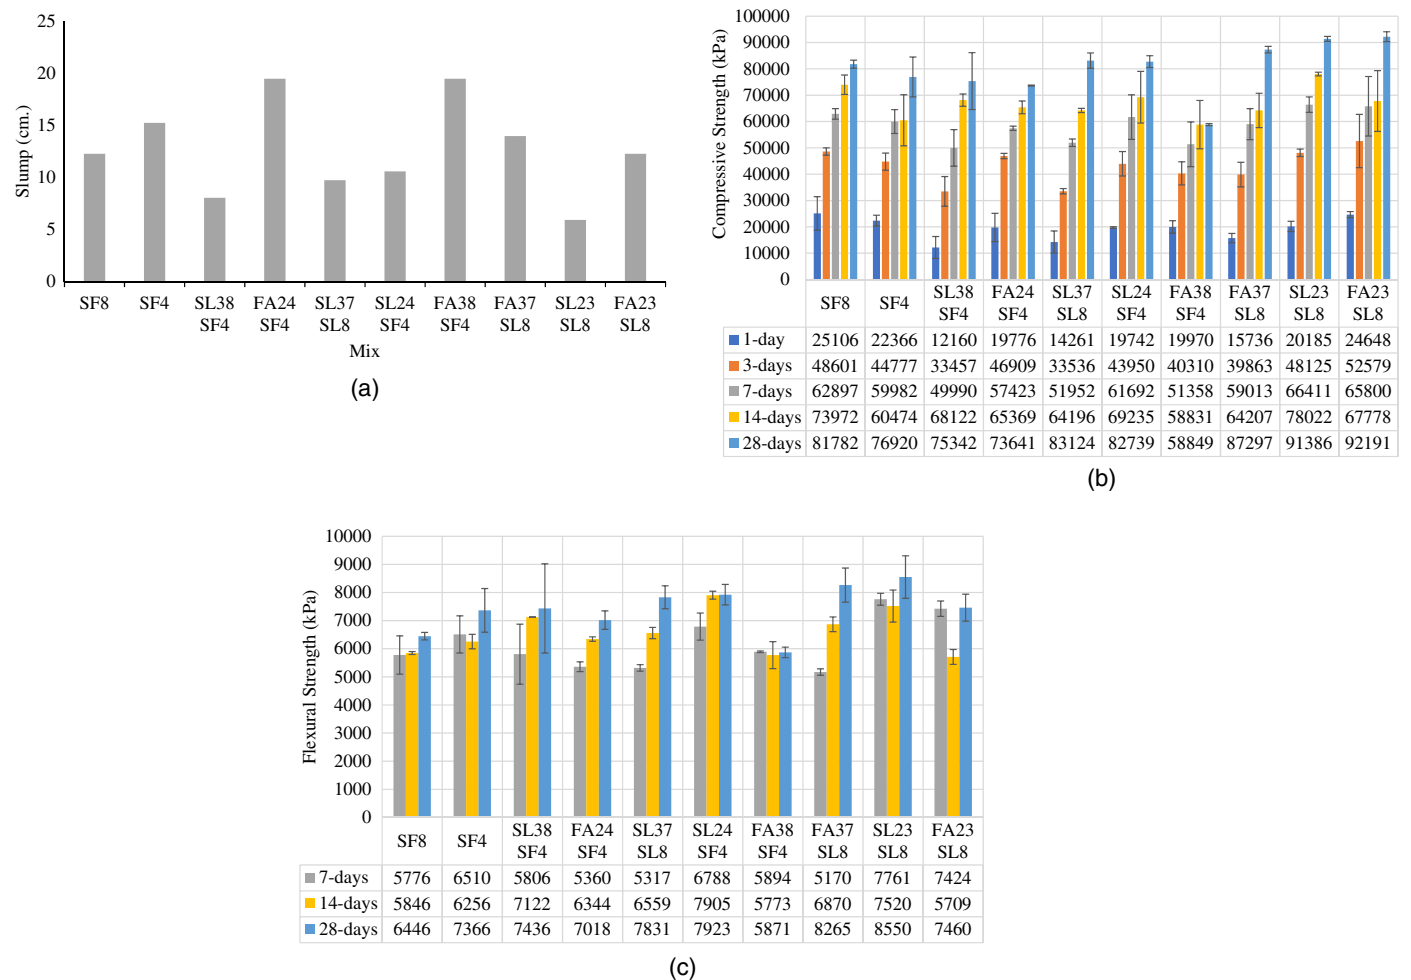 25
20
15
10
5
0
Slump (cm.)
SF8 SF4 SL38 FA24 SL37 SL24 FA38 FA37 SL23 FA23
SF4 SF4 SL8 SF4 SF4 SL8 SL8 SL8
Mix
(a)
100000
90000
80000
70000
60000
50000
40000
30000
20000
10000
0
Compressive Strength (kPa)
SF8 SF4 SL38 FA24 SL37 SL24 FA38 FA37 SL23 FA23
SF4 SF4 SL8 SF4 SF4 SL8 SL8 SL8
1-day 25106 22366 12160 19776 14261 19742 19970 15736 20185 24648
3-days 48601 44777 33457 46909 33536 43950 40310 39863 48125 52579
7-days 62897 59982 49990 57423 51952 61692 51358 59013 66411 65800
14-days 73972 60474 68122 65369 64196 69235 58831 64207 78022 67778
28-days 81782 76920 75342 73641 83124 82739 58849 87297 91386 92191
(b)
10000
9000
8000
7000
6000
5000
4000
3000
2000
1000
0
Flexural Strength (kPa)
SF8 SF4 SL38 FA24 SL37 SL24 FA38 FA37 SL23 FA23
SF4 SF4 SL8 SF4 SF4 SL8 SL8 SL8
7-days 5776 6510 5806 5360 5317 6788 5894 5170 7761 7424
14-days 5846 6256 7122 6344 6559 7905 5773 6870 7520 5709
28-days 6446 7366 7436 7018 7831 7923 5871 8265 8550 7460
(c)